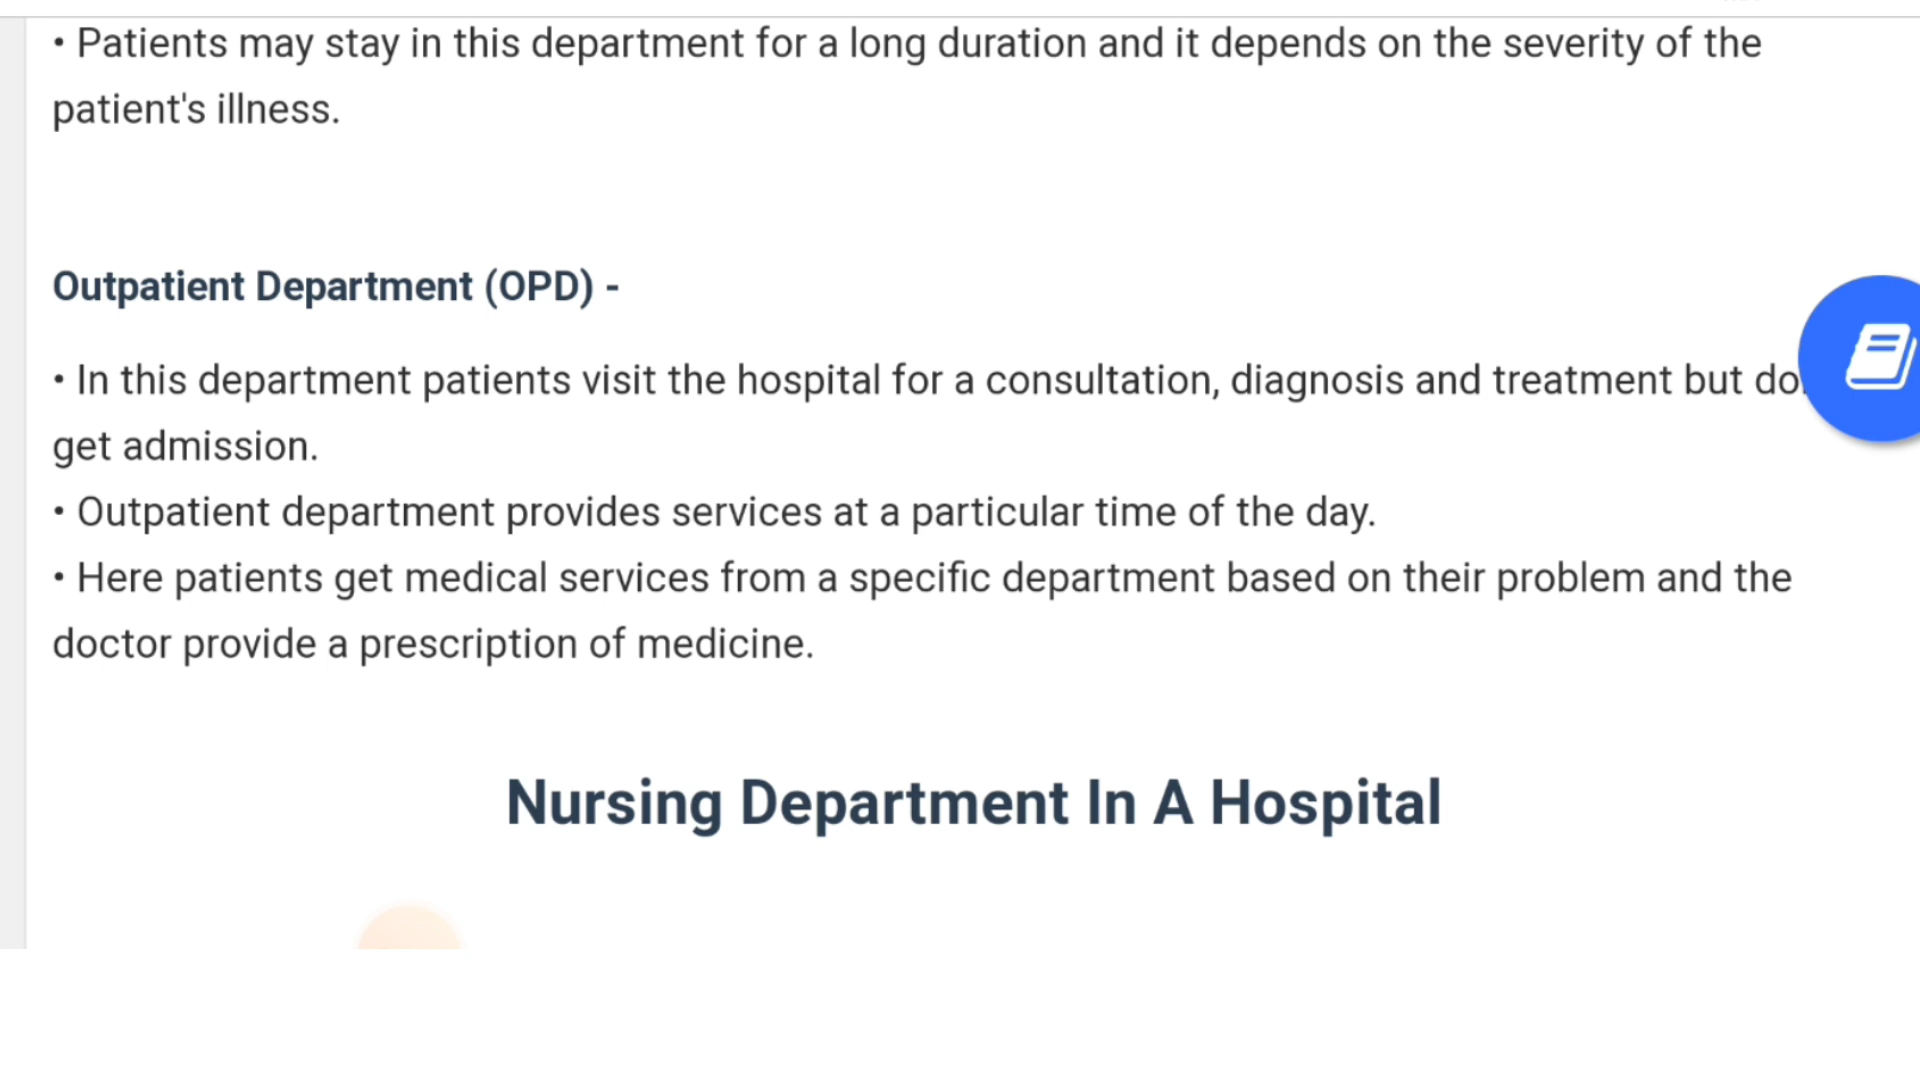 • Patients may stay in this department for a long duration and it depends on the severity of the
patient's illness.
Outpatient Department (OPD) -
• In this department patients visit the hospital for a consultation, diagnosis and treatment but
get admission.
• Outpatient department provides services at a particular time of the day.
• Here patients get medical services from a specific department based on their problem and the
doctor provide a prescription of medicine.
Nursing Department In A Hospital